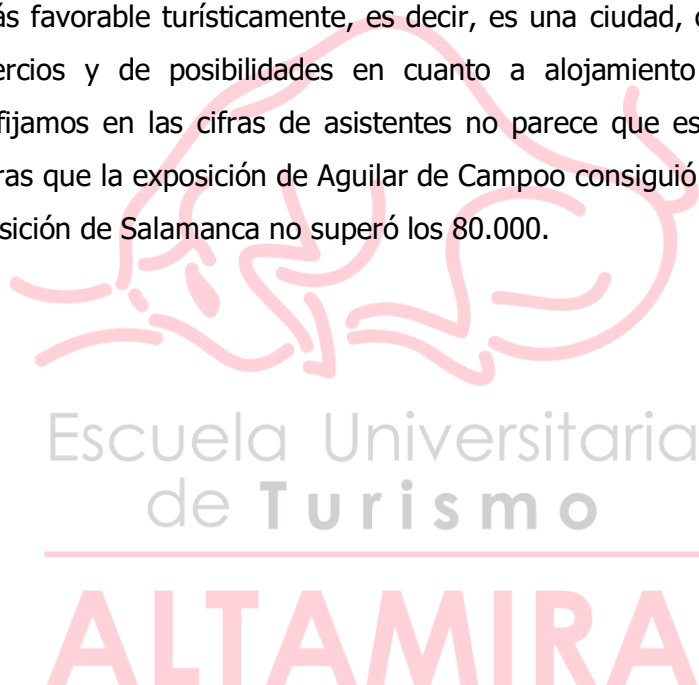 ás favorable turísticamente, es decir, es una ciudad,
ercios y de posibilidades en cuanto a alojamiento
fijamos en las cifras de asistentes no parece que es
ras que la exposición de Aguilar de Campoo consiguió
osición de Salamanca no superó los 80.000.
Escuela Universitaria
de Turismo
ALTAMIRA